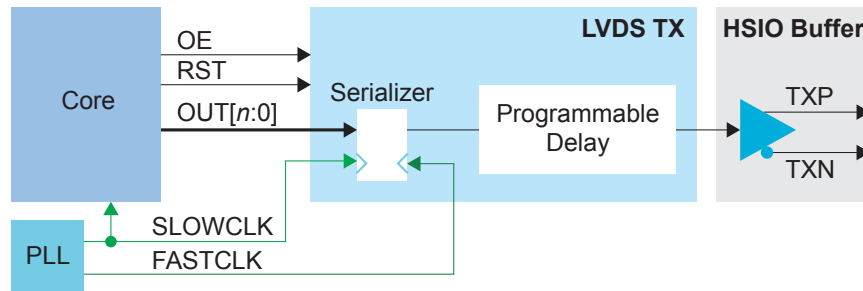 LVDS TX
HSIO Buffer
OE
RST
OUT[n:0]
Core
Serializer
Programmable
Delay
TXP
TXN
SLOWCLK
FASTCLK
PLL